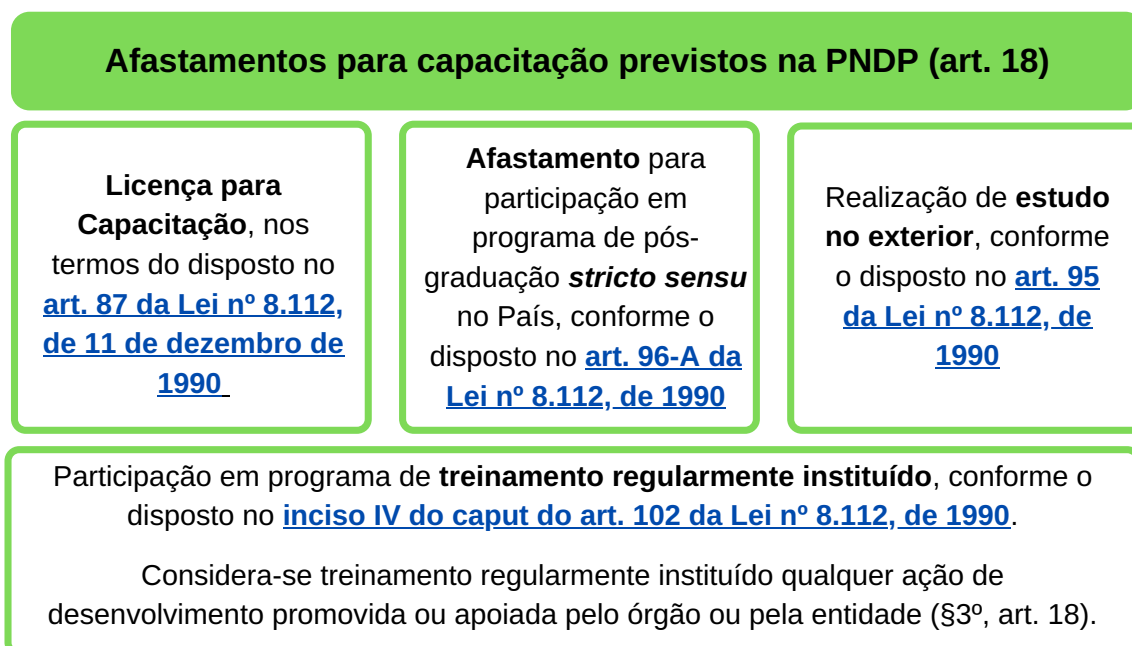 Afastamentos para capacitação previstos na PNDP (art. 18)
Licença para
Capacitação, nos
termos do disposto no
art. 87 da Lei nº 8.112,
de 11 de dezembro de
1990
Afastamento para
participação em
programa de pós-
graduação stricto sensu
no País, conforme o
disposto no art. 96-A da
Lei nº 8.112, de 1990
Realização de estudo
no exterior, conforme
o disposto no art. 95
da Lei nº 8.112, de
1990
Participação em programa de treinamento regularmente instituído, conforme o
disposto no inciso IV do caput do art. 102 da Lei nº 8.112, de 1990.
Considera-se treinamento regularmente instituído qualquer ação de
desenvolvimento promovida ou apoiada pelo órgão ou pela entidade (§3º, art. 18).